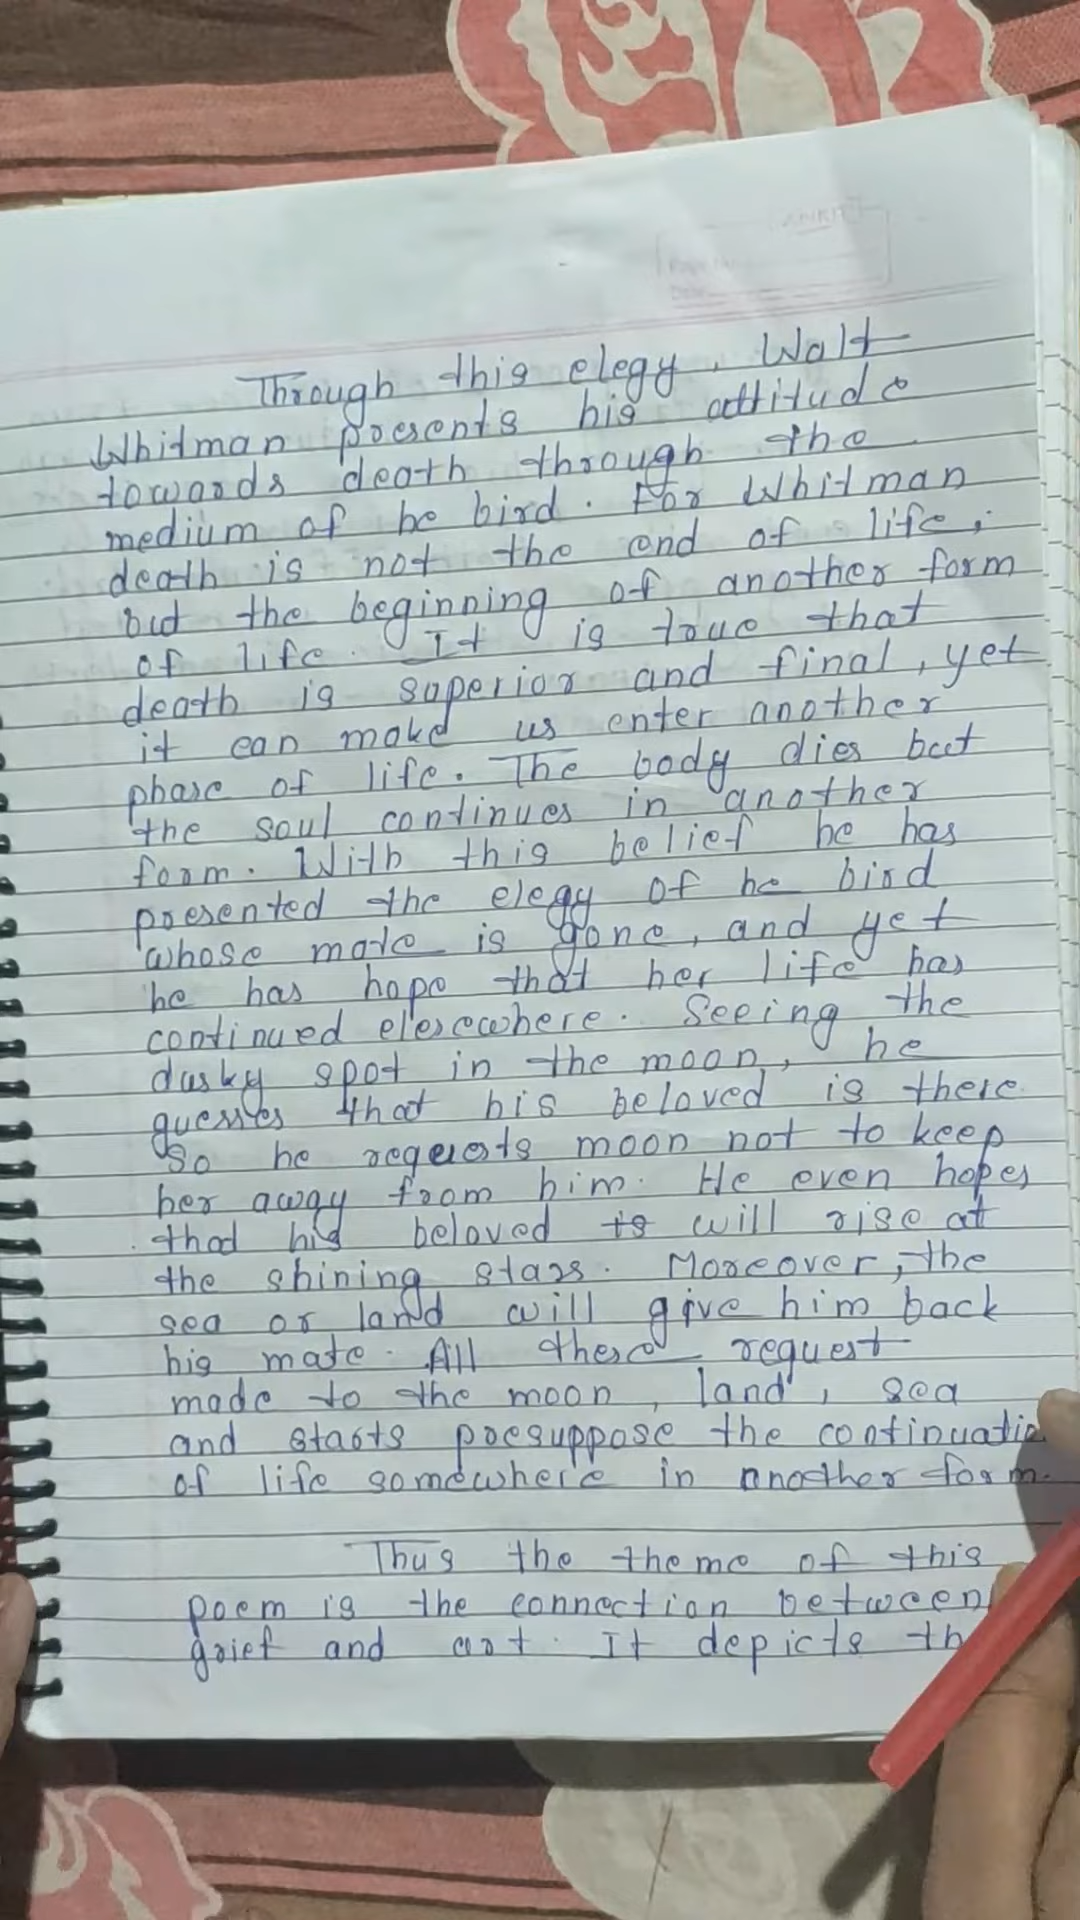 Through this elegy, Walt
Whitman presents his attitude
towards death through the
medium of he bird. For Whitman
death is not the end of life,
but the beginning of another form
of life. It is true that
death is superior and final, yet
it can make us enter another
phase of life. The body dies but
the soul continues in another
form. With this belief he has
presented the elegy of he bird
whose mate is gone, and yet
he has hope that her life has
continued elesewhere. Seeing the
dusky spot in the moon, he
guesses that his beloved is there
So he requests moon not to keep
her away from him. He even hopes
that his beloved will rise at
the shining stars. Moreover, the
sea or land will give him back
his mate. All these request
made to the moon, land, sea
and starts presuppose the continuatio
of life somewhere in another form.
Thus the theme of this
poem is the connection between
grief and art. It depicts th